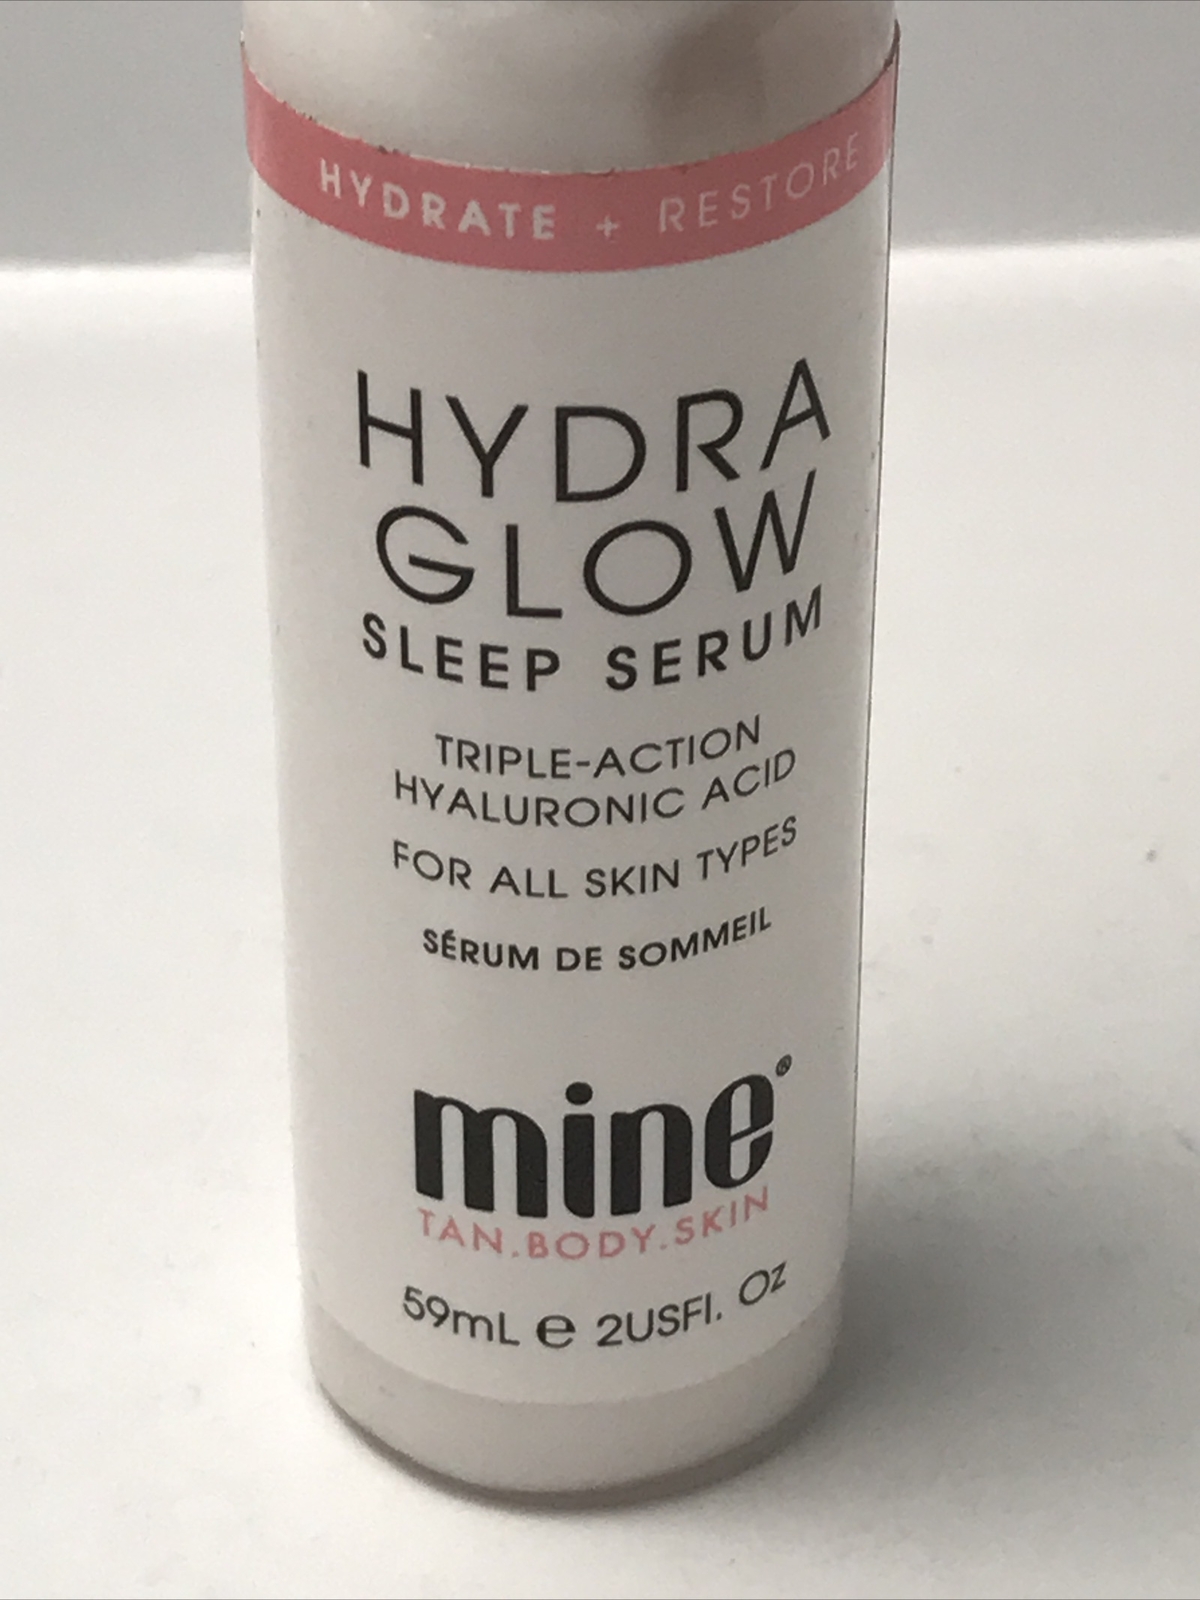 HYDRATE + RESTORE
HYDRA
GLOW
SLEEP SERUM
TRIPLE-ACTION
HYALURONIC ACID
FOR ALL SKIN TYPES
SÉRUM DE SOMMEIL
mine®
TAN.BODY.SKIN
59mL e 2USFl. Oz